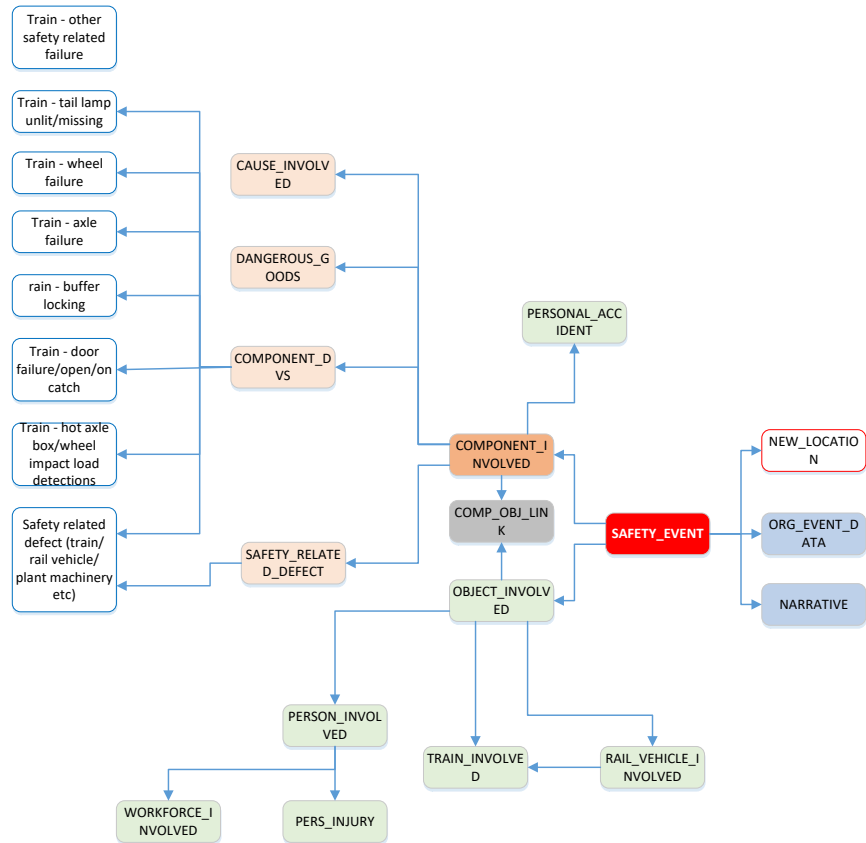 Train - other
safety related
failure
Train - tail lamp
unlit/missing
Train - wheel
failure
Train - axle
failure
rain - buffer
locking
Train - door
failure/open/on
catch
Train - hot axle
box/wheel
impact load
detections
Safety related
defect (train/
rail vehicle/
plant machinery
etc)
CAUSE_INVOLV
ED
DANGEROUS_G
OODS
COMPONENT_D
VS
SAFETY_RELATE
D_DEFECT
PERSONAL_ACC
IDENT
COMPONENT_I
NVOLVED
COMP_OBJ_LIN
K
OBJECT_INVOLV
ED
SAFETY_EVENT
NEW_LOCATIO
N
ORG_EVENT_D
ATA
NARRATIVE
PERSON_INVOL
VED
TRAIN_INVOLV
ED
RAIL_VEHICLE_I
NVOLVED
WORKFORCE_I
NVOLVED
PERS_INJURY